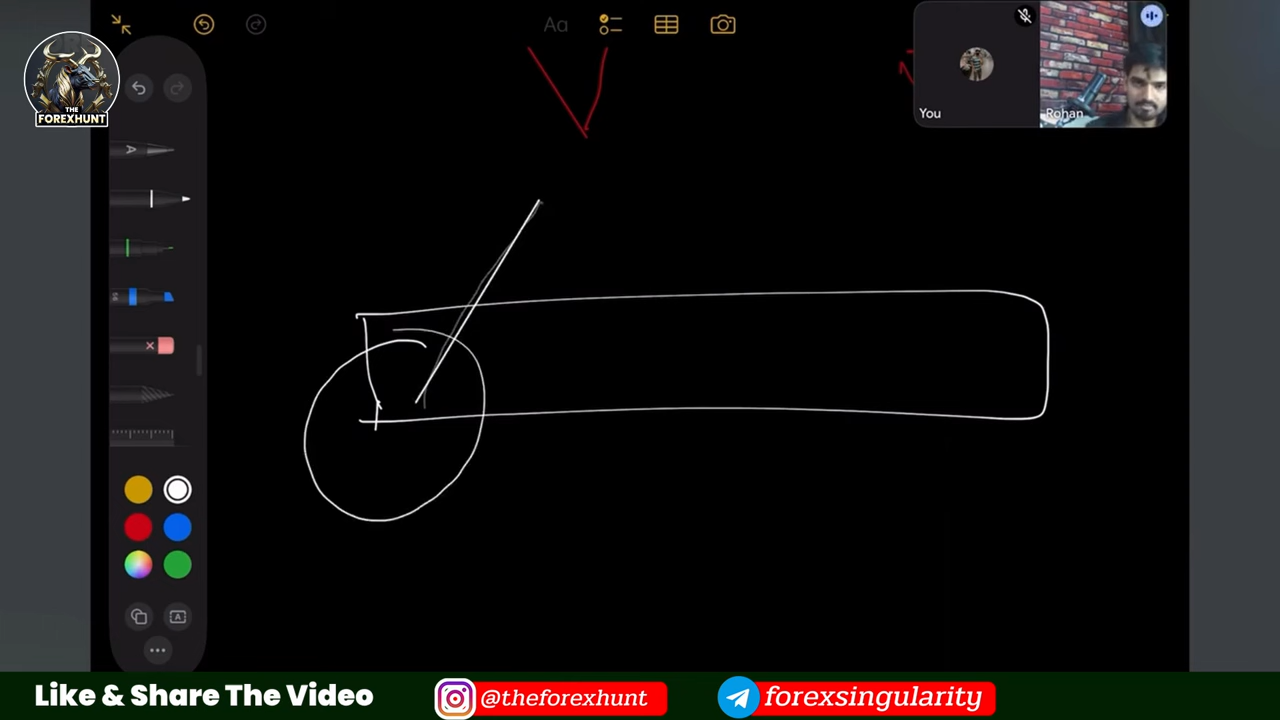 Aa
You
Rohan
THE
FOREXHUNT
A
Like & Share The Video
@theforexhunt
forexsingularity